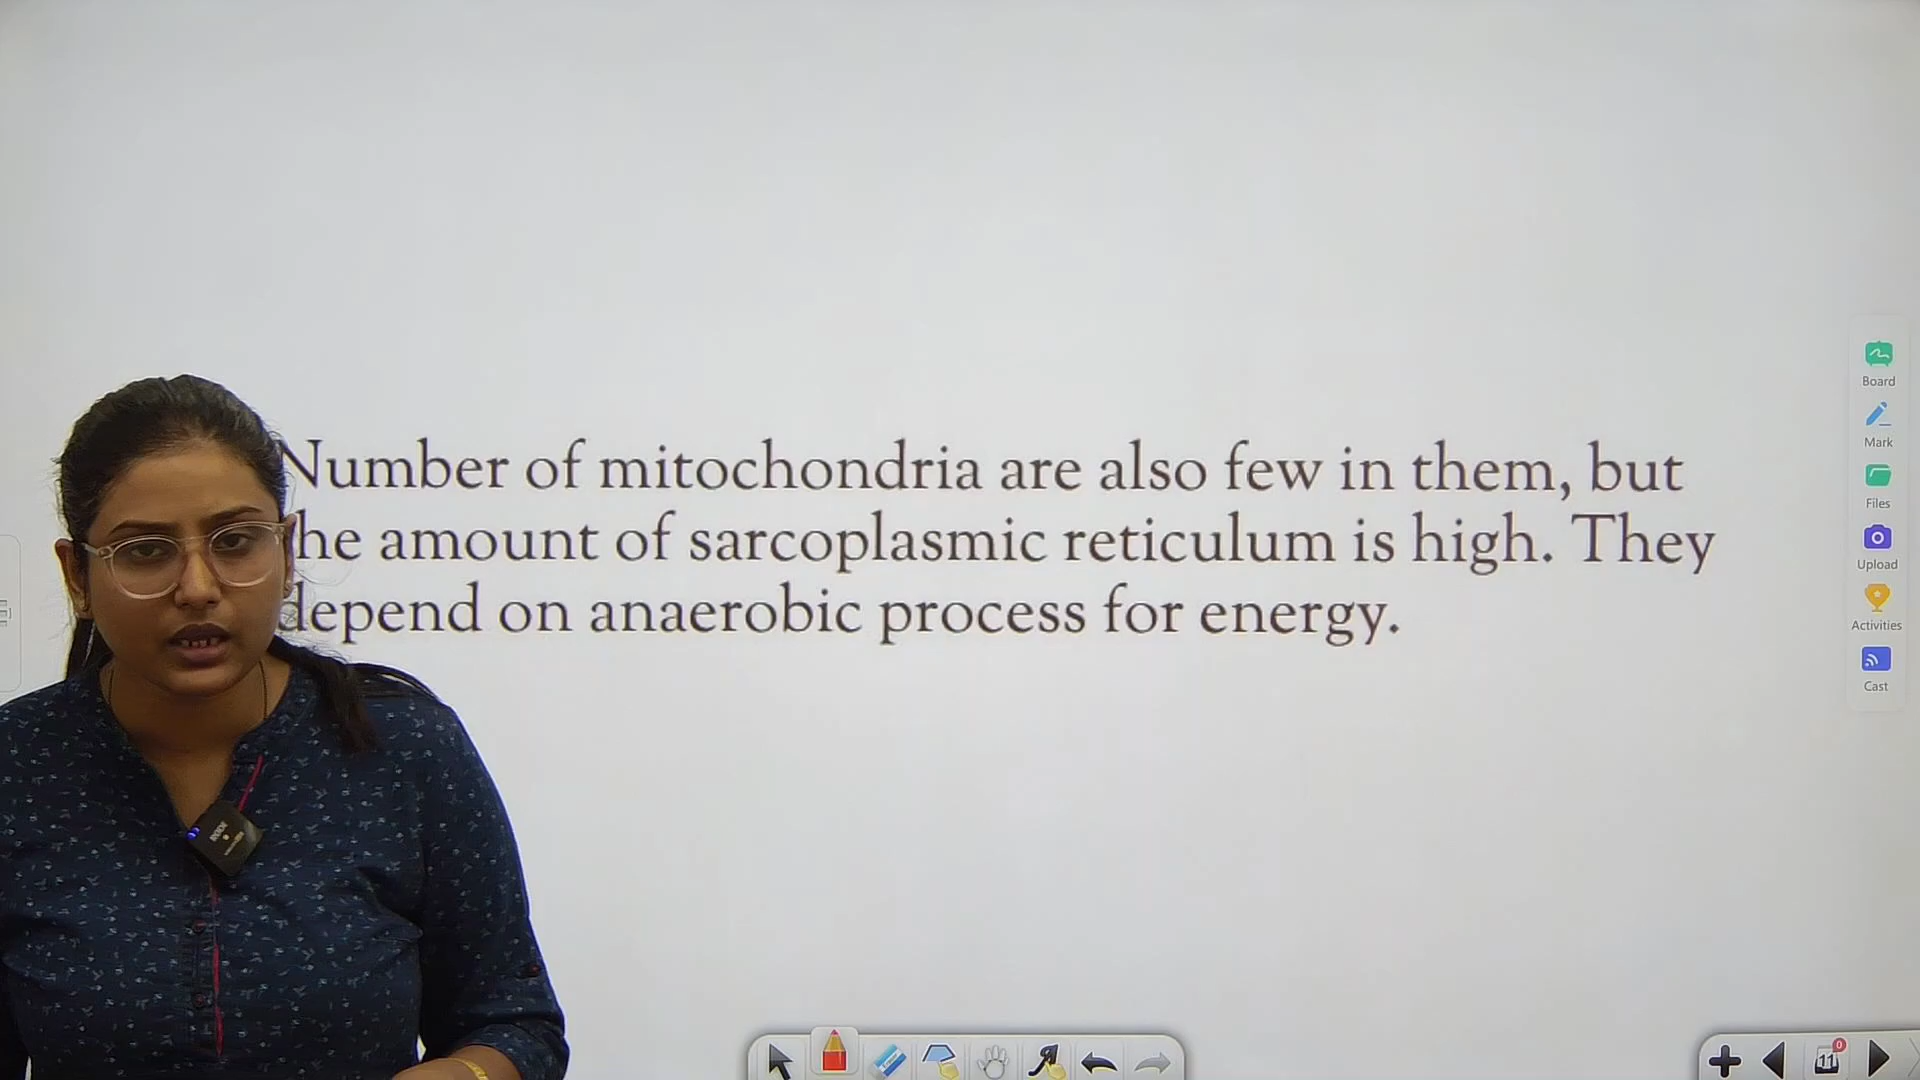 Number of mitochondria are also few in them, but
the amount of sarcoplasmic reticulum is high. They
depend on anaerobic process for energy.
Board
Mark
Files
Upload
Activities
Cast
0
11